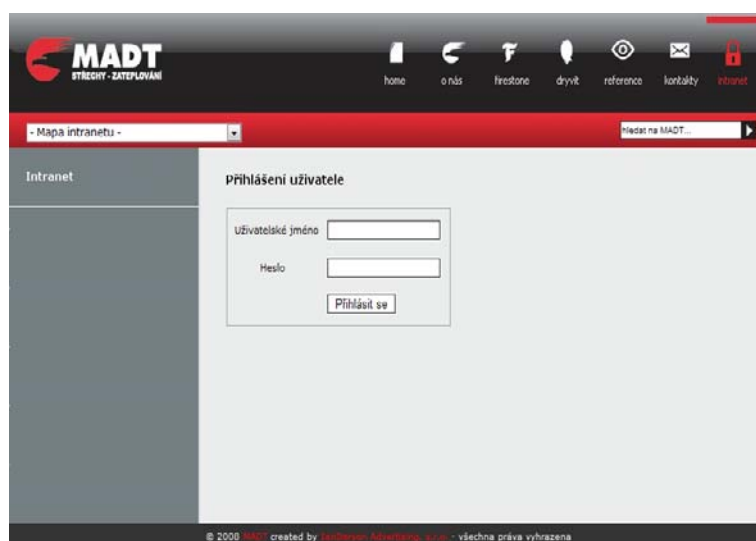 MADT
STŘECHY - ZATEPLOVÁNÍ
home o nás firestone dryvit reference kontakty intranet
- Mapa intranetu -
hledat na MADT...
Intranet
Přihlášení uživatele
Uživatelské jméno
Heslo
Přihlásit se
© 2008 MADT created by Advertising, s.r.o. - všechna práva vyhrazena